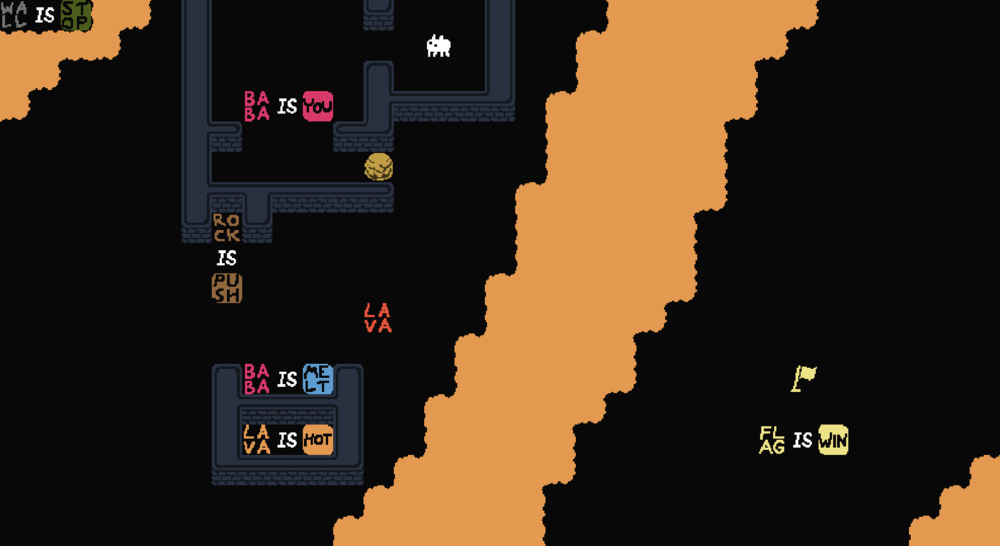 WALL IS STOP
BABA IS YOU
ROCK
IS
PUSH
LAVA
BABA IS MELT
LAVA IS HOT
FLAG IS WIN